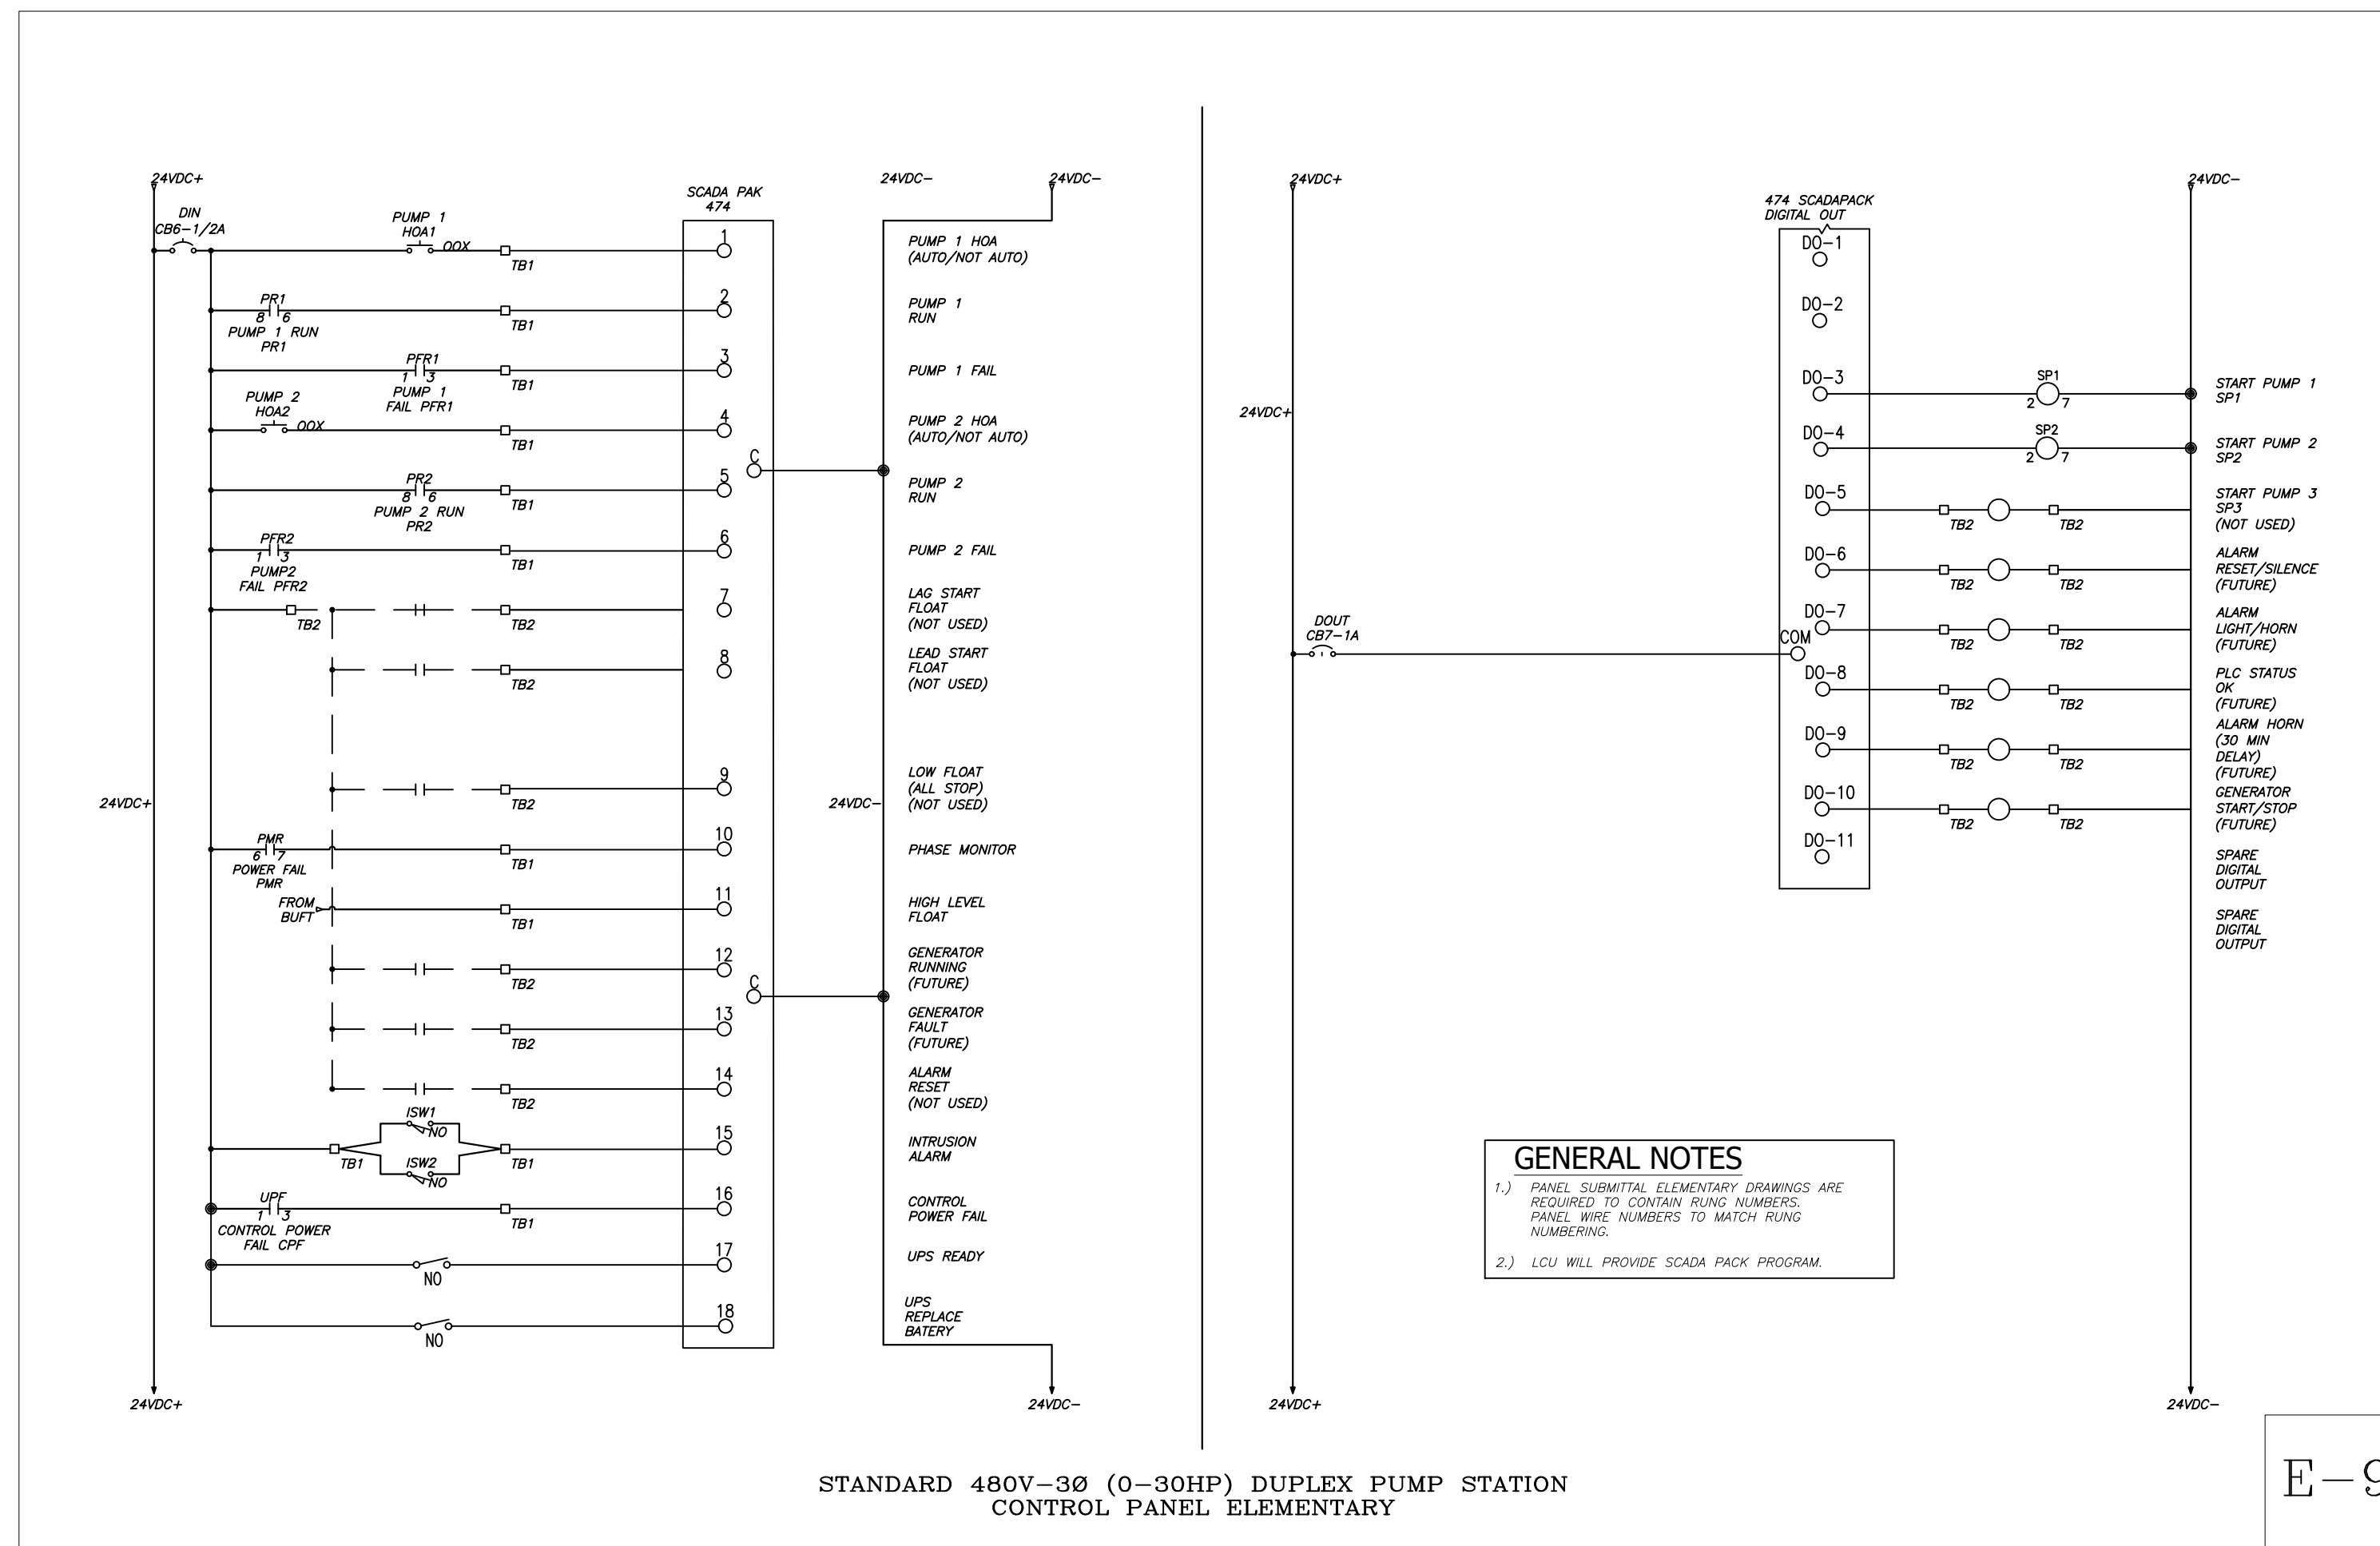 24VDC+
24VDC-
24VDC-
DIN
CB6-1/2A
SCADA PAK
474
PUMP 1
HOA1
OOX
TB1
1
PUMP 1 HOA
(AUTO/NOT AUTO)
PR1
8 6
PUMP 1 RUN
PR1
TB1
2
PUMP 1
RUN
PFR1
1 3
PUMP 1
FAIL PFR1
TB1
3
PUMP 1 FAIL
PUMP 2
HOA2
OOX
TB1
4
PUMP 2 HOA
(AUTO/NOT AUTO)
C
PR2
8 6
PUMP 2 RUN
PR2
TB1
5
PUMP 2
RUN
PFR2
1 3
PUMP2
FAIL PFR2
TB1
6
PUMP 2 FAIL
TB2
TB2
7
LAG START
FLOAT
(NOT USED)
TB2
8
LEAD START
FLOAT
(NOT USED)
24VDC+
TB2
9
24VDC-
LOW FLOAT
(ALL STOP)
(NOT USED)
PMR
6 7
POWER FAIL
PMR
TB1
10
PHASE MONITOR
FROM
BUFT
TB1
11
HIGH LEVEL
FLOAT
TB2
12
GENERATOR
RUNNING
(FUTURE)
C
TB2
13
GENERATOR
FAULT
(FUTURE)
TB2
14
ALARM
RESET
(NOT USED)
ISW1
NO
TB1
ISW2
NO
TB1
15
INTRUSION
ALARM
UPF
1 3
CONTROL POWER
FAIL CPF
TB1
16
CONTROL
POWER FAIL
NO
17
UPS READY
NO
18
UPS
REPLACE
BATERY
24VDC+
24VDC-
24VDC+
24VDC-
474 SCADAPACK
DIGITAL OUT
DO-1
DO-2
24VDC+
DO-3
SP1
2 7
START PUMP 1
SP1
DO-4
SP2
2 7
START PUMP 2
SP2
DO-5
TB2
TB2
START PUMP 3
SP3
(NOT USED)
DO-6
TB2
TB2
ALARM
RESET/SILENCE
(FUTURE)
DOUT
CB7-1A
DO-7
COM
TB2
TB2
ALARM
LIGHT/HORN
(FUTURE)
DO-8
TB2
TB2
PLC STATUS
OK
(FUTURE)
DO-9
TB2
TB2
ALARM HORN
(30 MIN
DELAY)
(FUTURE)
DO-10
TB2
TB2
GENERATOR
START/STOP
(FUTURE)
DO-11
SPARE
DIGITAL
OUTPUT
SPARE
DIGITAL
OUTPUT
GENERAL NOTES
1.) PANEL SUBMITTAL ELEMENTARY DRAWINGS ARE
REQUIRED TO CONTAIN RUNG NUMBERS.
PANEL WIRE NUMBERS TO MATCH RUNG
NUMBERING.
2.) LCU WILL PROVIDE SCADA PACK PROGRAM.
24VDC+
24VDC-
STANDARD 480V-3Ø (0-30HP) DUPLEX PUMP STATION
CONTROL PANEL ELEMENTARY
E-9